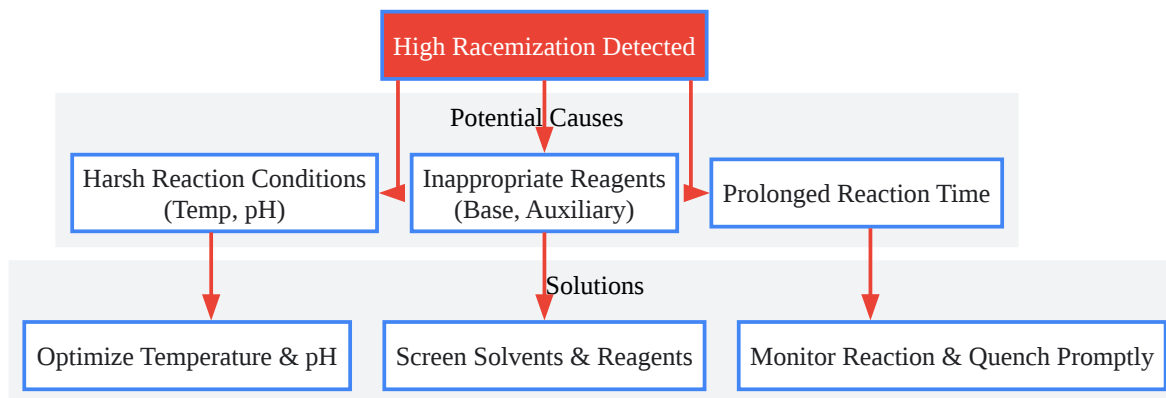 High Racemization Detected
Potential Causes
Harsh Reaction Conditions
(Temp, pH)
Inappropriate Reagents
(Base, Auxiliary)
Prolonged Reaction Time
Solutions
Optimize Temperature & pH
Screen Solvents & Reagents
Monitor Reaction & Quench Promptly